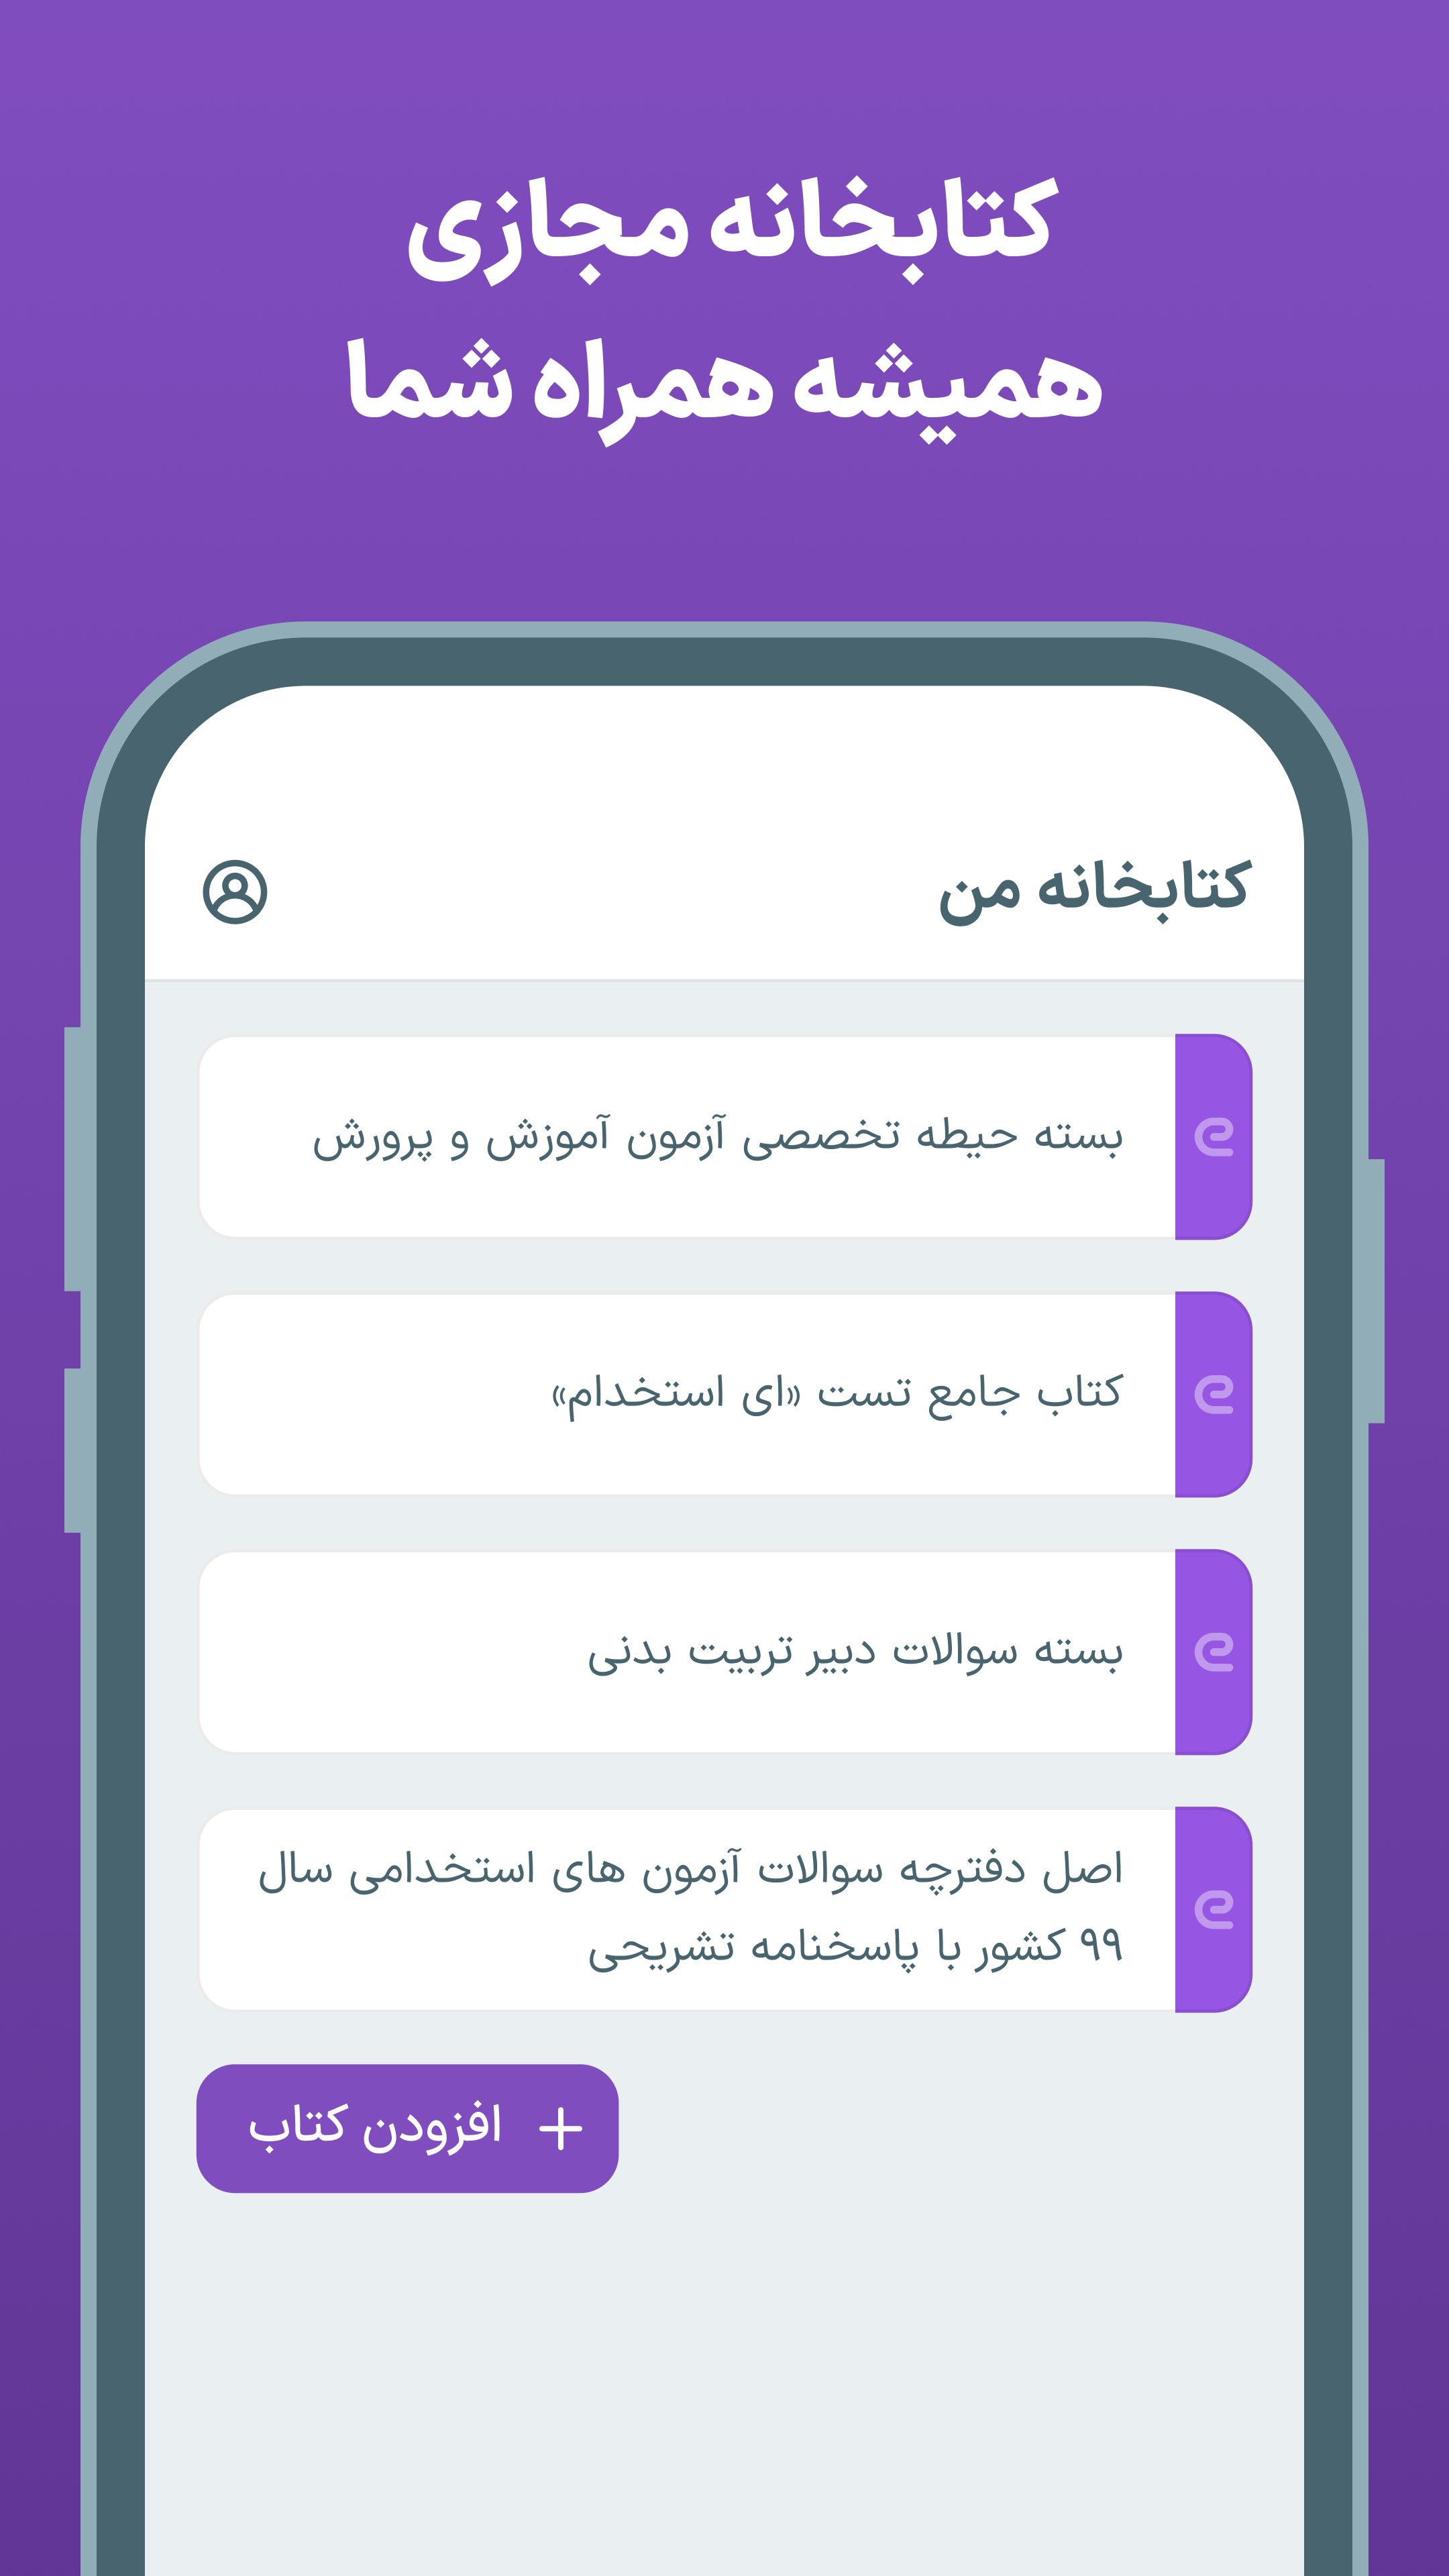 کتابخانه مجازی
همیشه همراه شما
کتابخانه من
بسته حیطه تخصصی آزمون آموزش و پرورش
کتاب جامع تست «ای استخدام»
بسته سوالات دبیر تربیت بدنی
اصل دفترچه سوالات آزمون های استخدامی سال
۹۹ کشور با پاسخنامه تشریحی
+ افزودن کتاب